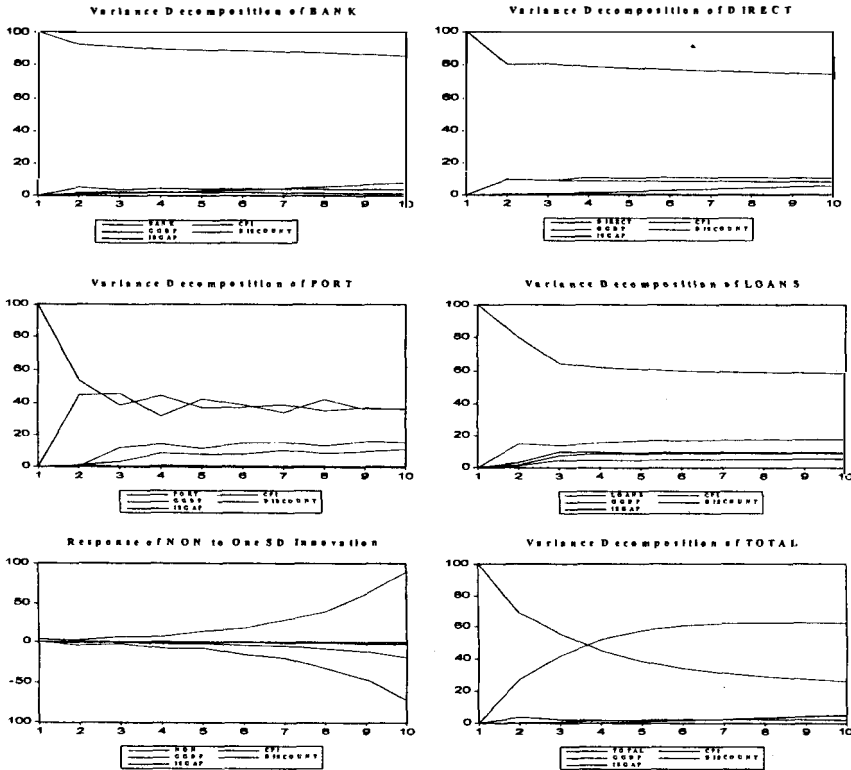 Variance Decomposition of BANK
100
80
60
40
20
0
1 2 3 4 5 6 7 8 9 10
BANK CPI
GGDP DISCOUNT
ISGAP
Variance Decomposition of DIRECT
100
80
60
40
20
0
1 2 3 4 5 6 7 8 9 10
DIRECT CPI
GGDP DISCOUNT
ISGAP
Variance Decomposition of PORT
100
80
60
40
20
0
1 2 3 4 5 6 7 8 9 10
PORT CPI
GGDP DISCOUNT
ISGAP
Variance Decomposition of LOANS
100
80
60
40
20
0
1 2 3 4 5 6 7 8 9 10
LOANS CPI
GGDP DISCOUNT
ISGAP
Response of NON to One SD Innovation
100
50
0
-50
100
1 2 3 4 5 6 7 8 9 10
NON CPI
GGDP DISCOUNT
ISGAP
Variance Decomposition of TOTAL
100
80
60
40
20
0
1 2 3 4 5 6 7 8 9 10
TOTAL CPI
GGDP DISCOUNT
ISGAP